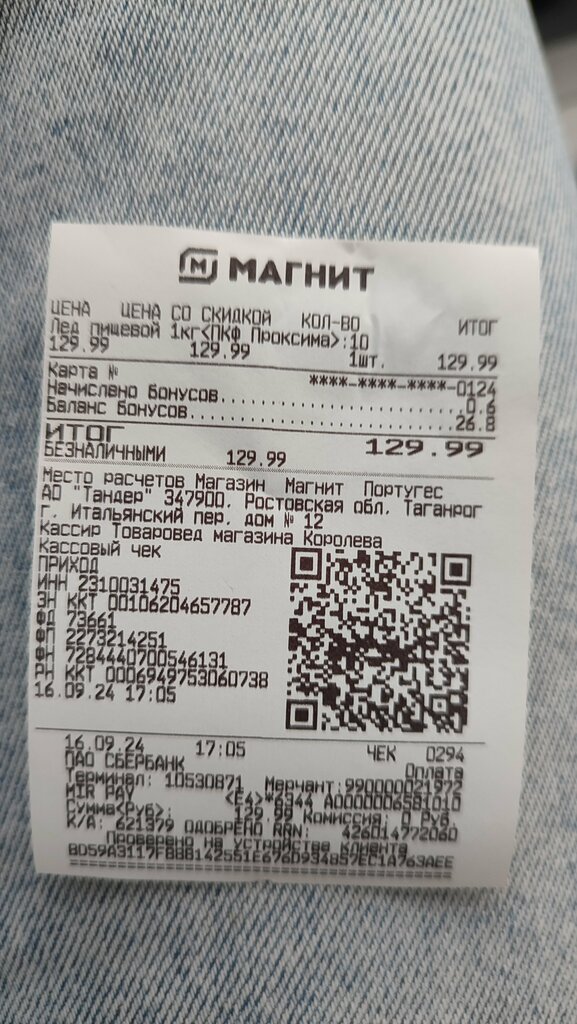 МАГНИТ
ЦЕНА ЦЕНА СО СКИДКОЙ КОЛ-ВО ИТОГ
Лед пищевой 1кг<ПКФ Проксима>:10
129.99 129.99 1шт. 129.99
Карта № ****-****-****-0124
Начислено бонусов..............................0.6
Баланс бонусов..............................26.8
ИТОГ 129.99
БЕЗНАЛИЧНЫМИ 129.99
Место расчетов Магазин Магнит Португес
АО "Тандер" 347900, Ростовская обл, Таганрог
г, Итальянский пер, дом № 12
Кассир Товаровед магазина Королева
Кассовый чек
ПРИХОД
ИНН 2310031475
ЗН ККТ 00106204657787
ФД 73661
ФП 2273214251
ФН 7284440700546131
РН ККТ 0006949753060738
16.09.24 17:05
16.09.24 17:05 ЧЕК 0294
ПАО СБЕРБАНК Оплата
Терминал: 10530871 Мерчант:990000021972
MIR PAY <E4>*6344 A0000006581010
Сумма<Руб>: 129.99 Комиссия: 0 Руб.
К/А: 621379 ОДОБРЕНО RRN: 426014772060
Проверено на устройстве клиента
==================================